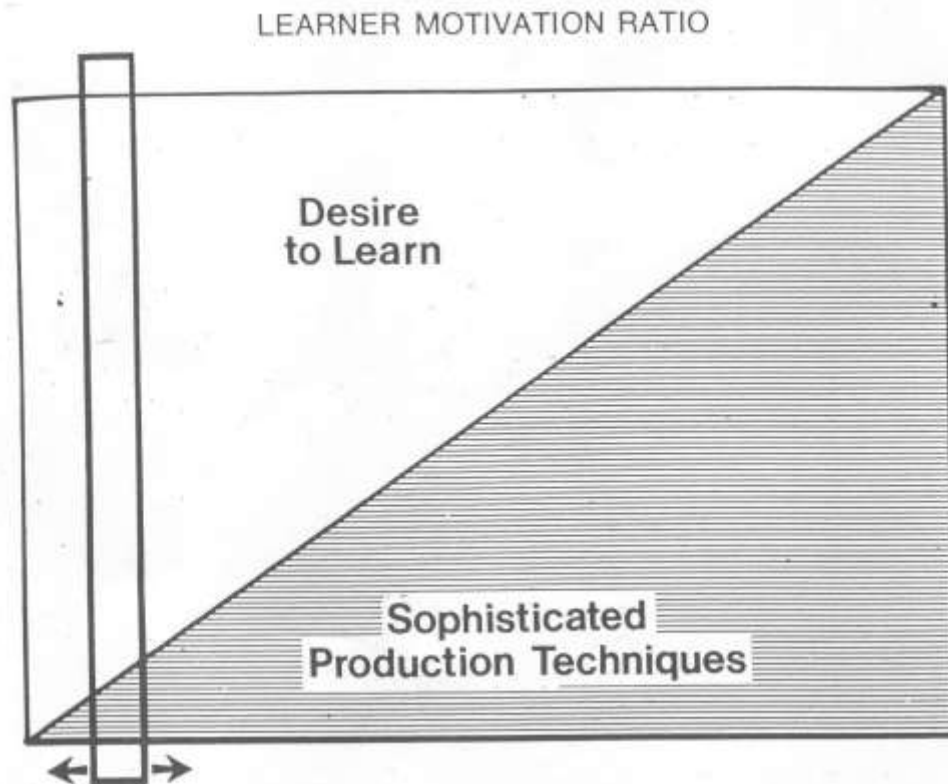 LEARNER MOTIVATION RATIO
Desire
to Learn
Sophisticated
Production Techniques